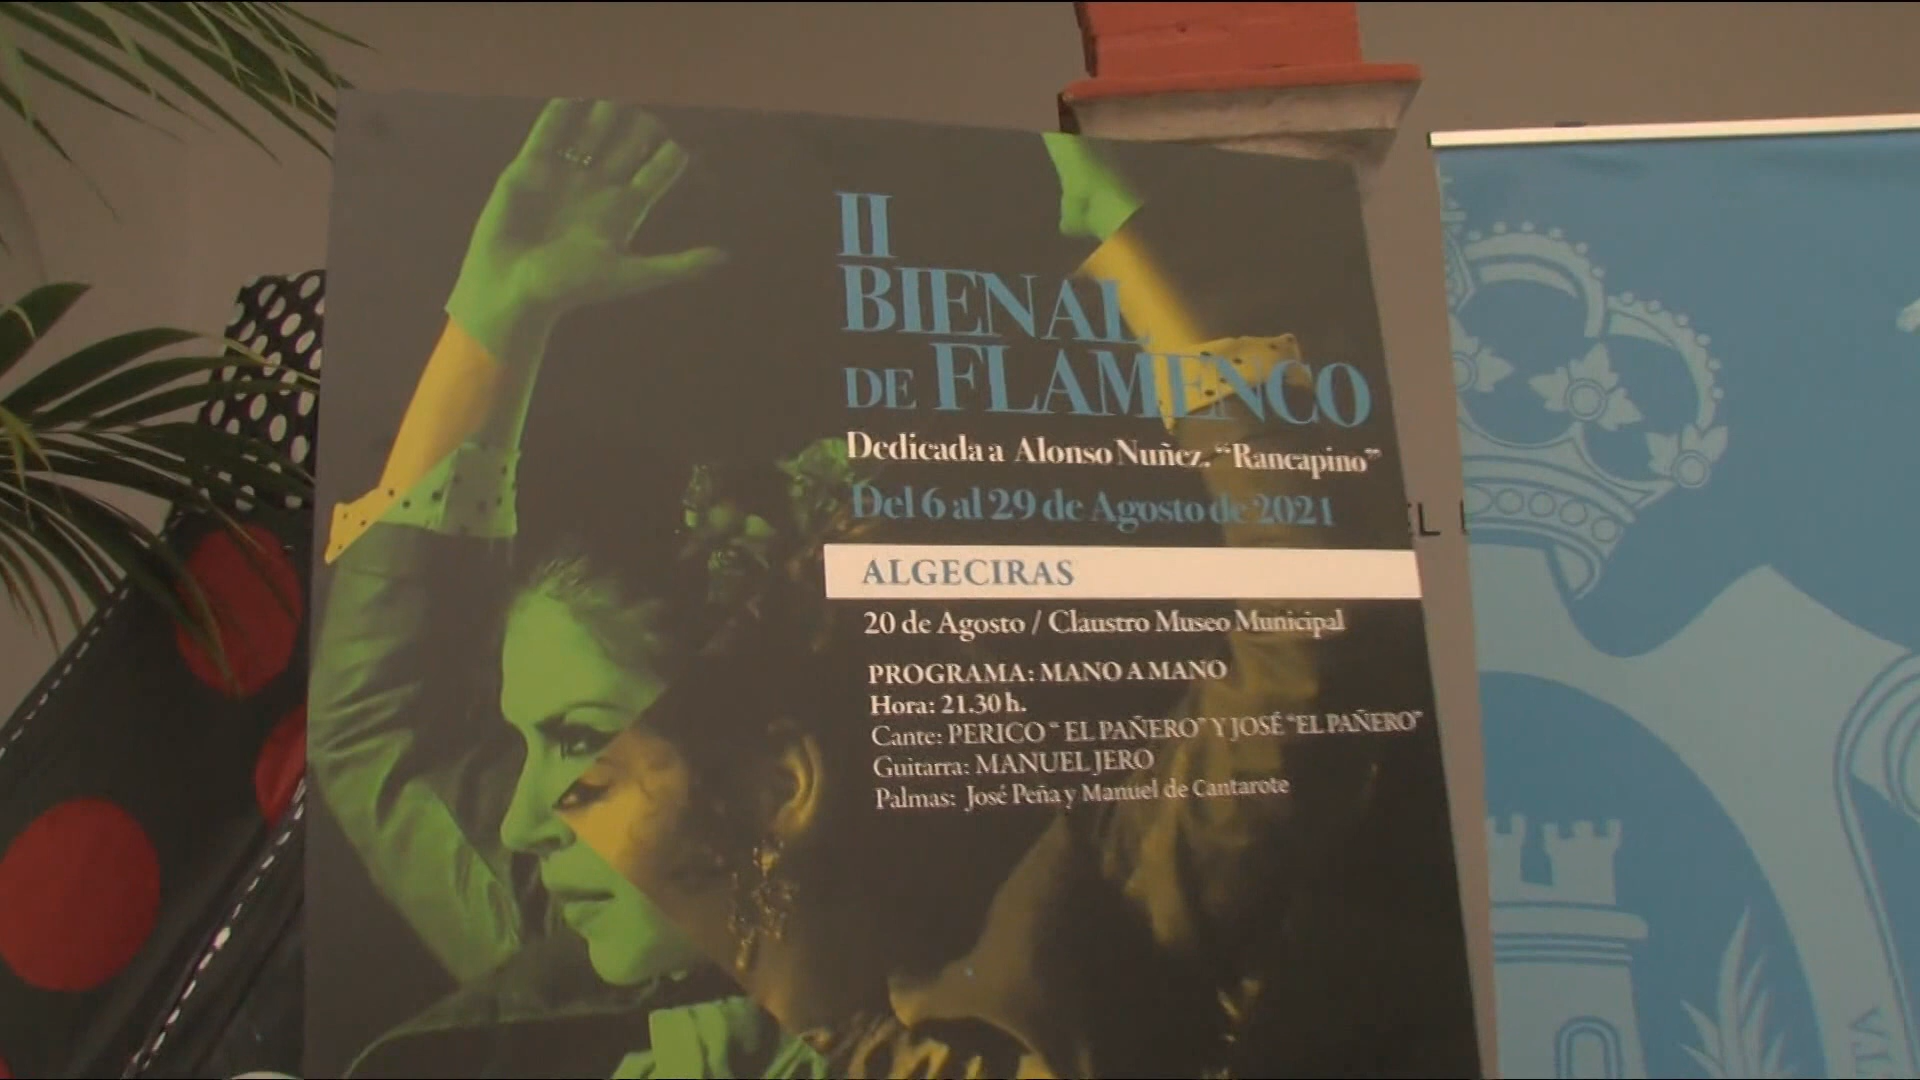 II
BIENAL
DE FLAMENCO
Dedicada a Alonso Nuñez. “Rancapino”
Del 6 al 29 de Agosto de 2021
ALGECIRAS
20 de Agosto / Claustro Museo Municipal
PROGRAMA: MANO A MANO
Hora: 21.30 h.
Cante: PERICO “ EL PAÑERO” Y JOSÉ “EL PAÑERO”
Guitarra: MANUEL JERO
Palmas: José Peña y Manuel de Cantarote
EL